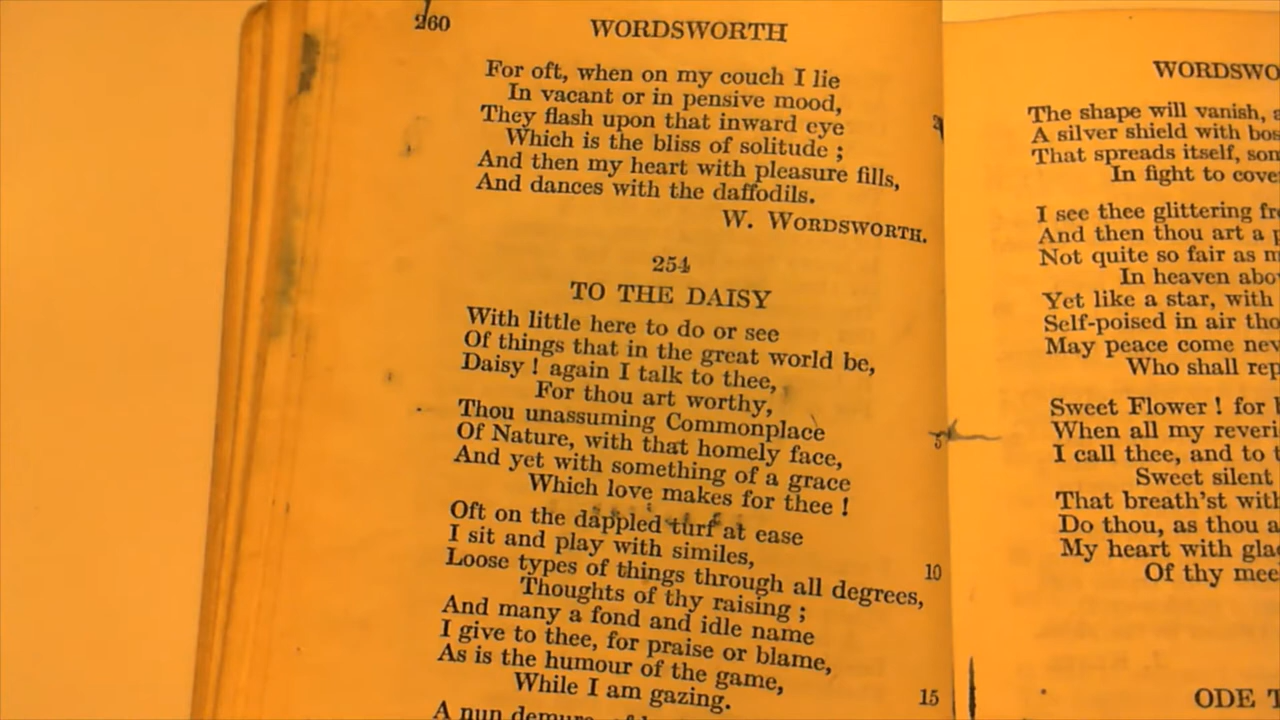 260
WORDSWORTH
For oft, when on my couch I lie
In vacant or in pensive mood,
They flash upon that inward eye
Which is the bliss of solitude ;
And then my heart with pleasure fills,
And dances with the daffodils.
W. WORDSWORTH.
254
TO THE DAISY
With little here to do or see
Of things that in the great world be,
Daisy ! again I talk to thee,
For thou art worthy,
Thou unassuming Commonplace
Of Nature, with that homely face,
5
And yet with something of a grace
Which love makes for thee !
Oft on the dappled turf at ease
I sit and play with similes,
Loose types of things through all degrees,
10
Thoughts of thy raising ;
And many a fond and idle name
I give to thee, for praise or blame,
As is the humour of the game,
While I am gazing.
15
A nun demure
WORDSWO
The shape will vanish,
A silver shield with bos
That spreads itself, som
In fight to cove
I see thee glittering fr
And then thou art a p
Not quite so fair as m
In heaven abo
Yet like a star, with
Self-poised in air tho
May peace come nev
Who shall rep
Sweet Flower ! for
When all my reveri
I call thee, and to t
Sweet silent
That breath'st with
Do thou, as thou a
My heart with glad
Of thy mee
ODE T